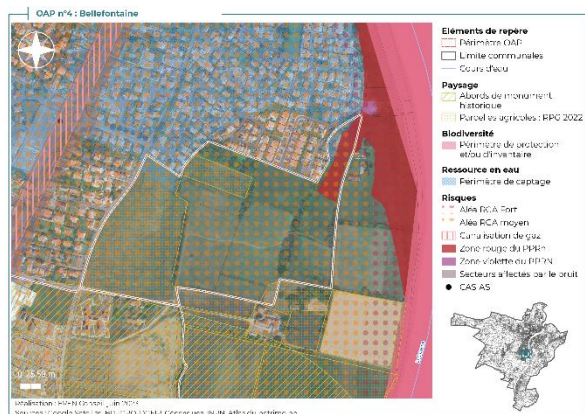 OAP n°4 : Bellefontaine
Eléments de repère
Périmètre OAP
Limite communales
Cours d'eau
Paysage
Abords de monument
historique
Parcelles agricoles : RPG 2022
Biodiversité
Périmètre de protection
et/ou d'inventaire
Ressource en eau
Périmètre de captage
Risques
Aléa RGA Fort
Aléa RGA moyen
Canalisation de gaz
Zone rouge du PPRn
Zone violette du PPRN
Secteurs affectés par le bruit
CASIAS
Réalisation : EVEN Conseil, juin 2023